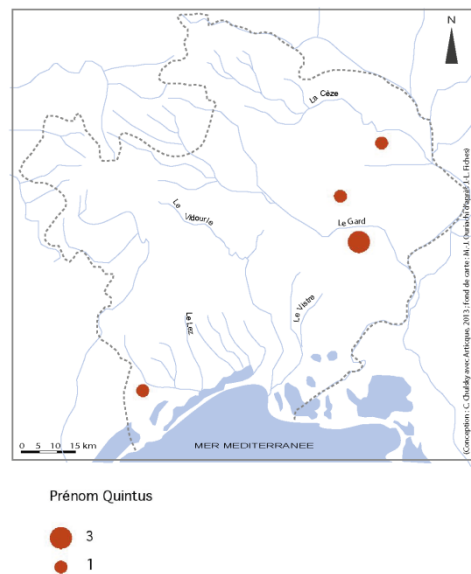 N
La Cèze
Le Vidourle
Le Gard
Le Vistre
Le Lez
0 5 10 15 km
MER MEDITERRANEE
(Conception : C. Chulsky avec Articque, 2013 ; fond de carte : M.-J. Ouriachi d'après J.-L. Fiches)
Prénom Quintus
3
1